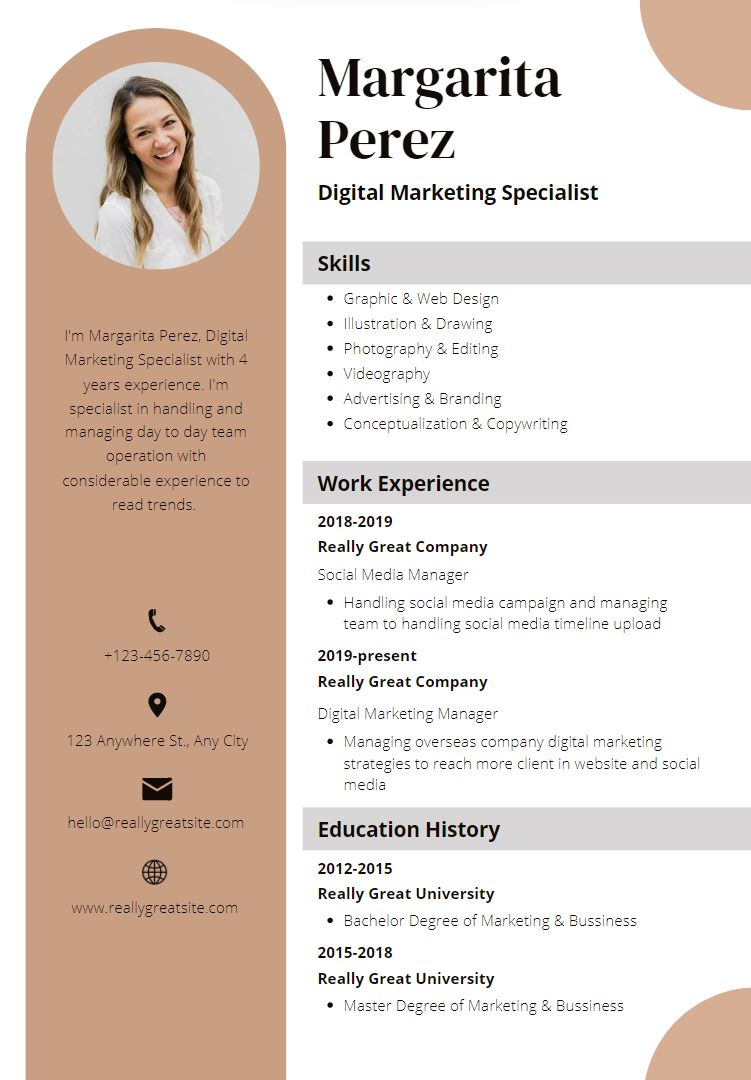 Margarita
Perez
Digital Marketing Specialist
I'm Margarita Perez, Digital
Marketing Specialist with 4
years experience. I'm
specialist in handling and
managing day to day team
operation with
considerable experience to
read trends.
+123-456-7890
123 Anywhere St., Any City
hello@reallygreatsite.com
www.reallygreatsite.com
Skills
• Graphic & Web Design
• Illustration & Drawing
• Photography & Editing
• Videography
• Advertising & Branding
• Conceptualization & Copywriting
Work Experience
2018-2019
Really Great Company
Social Media Manager
• Handling social media campaign and managing
team to handling social media timeline upload
2019-present
Really Great Company
Digital Marketing Manager
• Managing overseas company digital marketing
strategies to reach more client in website and social
media
Education History
2012-2015
Really Great University
• Bachelor Degree of Marketing & Bussiness
2015-2018
Really Great University
• Master Degree of Marketing & Bussiness